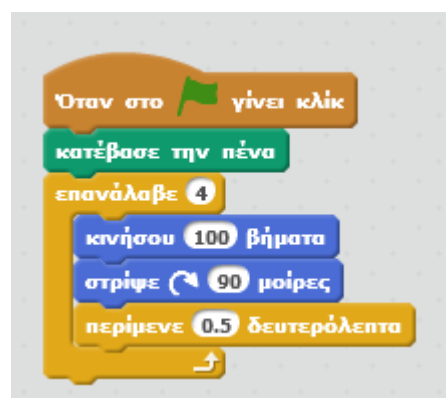 Όταν στο γίνει κλίκ
κατέβασε την πένα
επανάλαβε 4
κινήσου 100 βήματα
στρίψε 90 μοίρες
περίμενε 0.5 δευτερόλεπτα